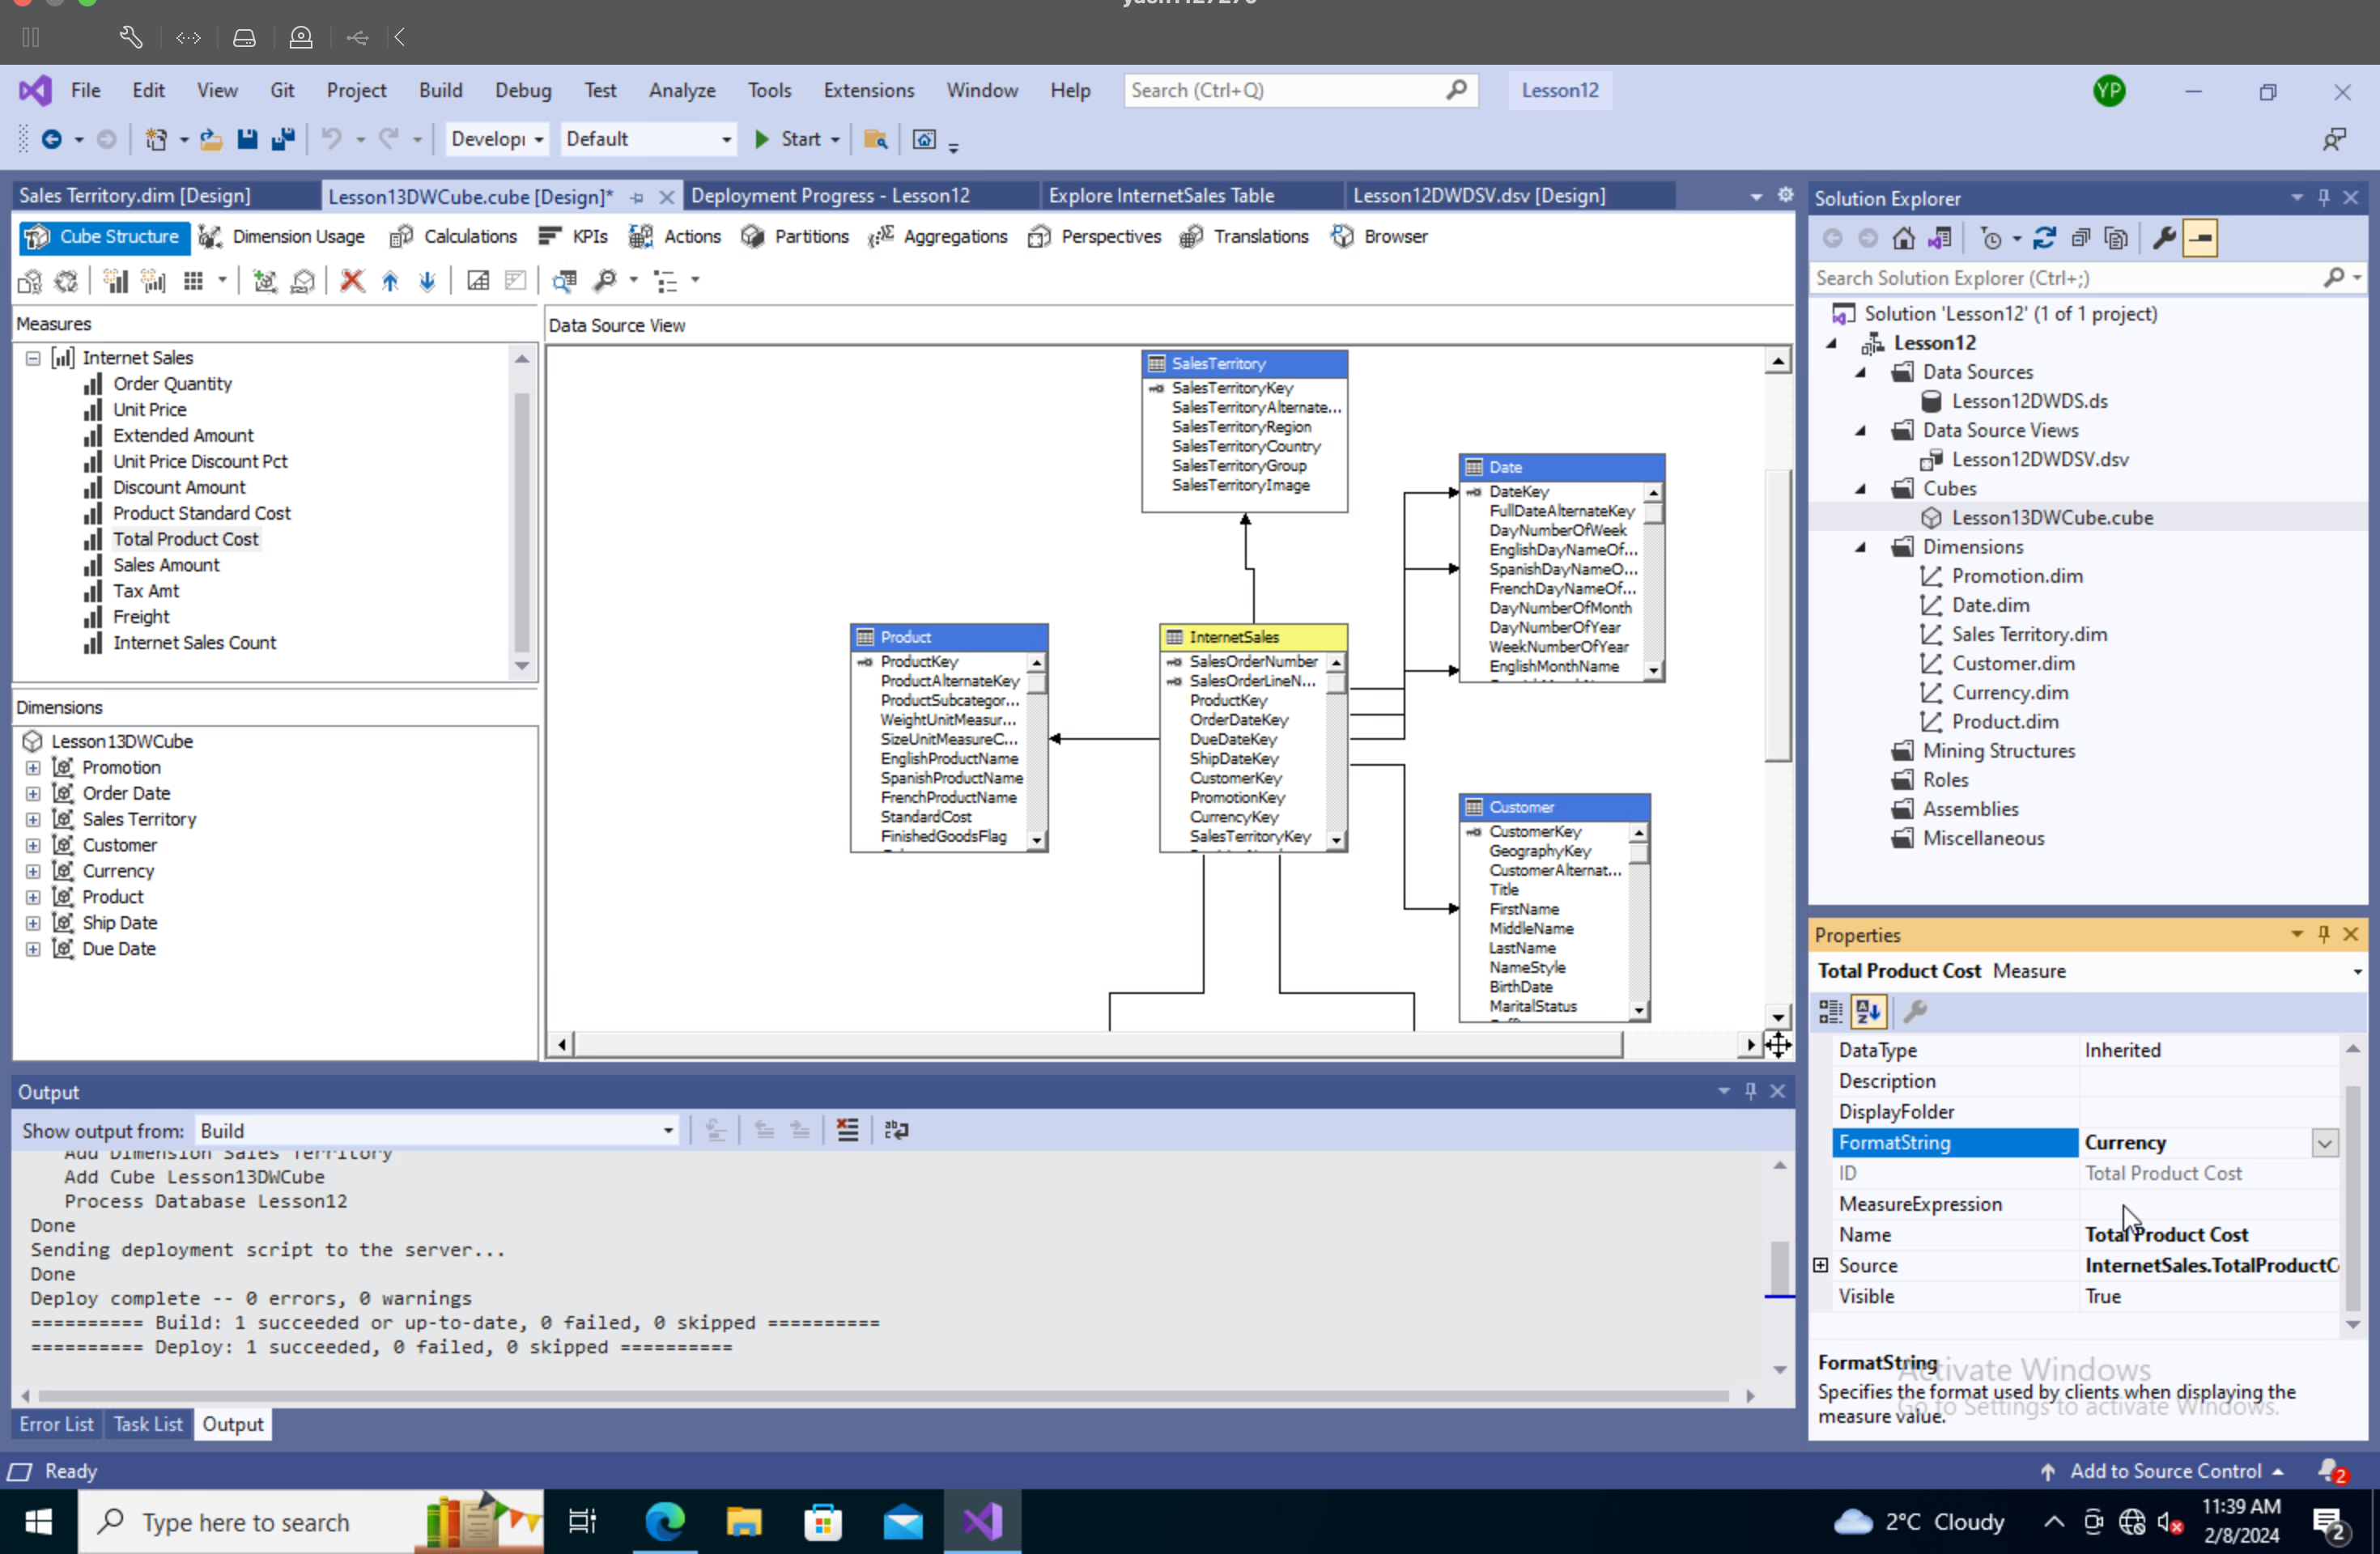 File Edit View Git Project Build Debug Test Analyze Tools Extensions Window Help Search (Ctrl+Q) Lesson12 YP
Default Start
Sales Territory.dim [Design] Lesson13DWCube.cube [Design]* Deployment Progress - Lesson12 Explore InternetSales Table Lesson12DWDSV.dsv [Design]
Cube Structure Dimension Usage Calculations KPIs Actions Partitions Aggregations Perspectives Translations Browser
Measures
Internet Sales
Order Quantity
Unit Price
Extended Amount
Unit Price Discount Pct
Discount Amount
Product Standard Cost
Total Product Cost
Sales Amount
Tax Amt
Freight
Internet Sales Count
Dimensions
Lesson13DWCube
Promotion
Order Date
Sales Territory
Customer
Currency
Product
Ship Date
Due Date
Data Source View
SalesTerritory
SalesTerritoryKey
SalesTerritoryAlternate...
SalesTerritoryRegion
SalesTerritoryCountry
SalesTerritoryGroup
SalesTerritoryImage
Date
DateKey
FullDateAlternateKey
DayNumberOfWeek
EnglishDayNameOf...
SpanishDayNameO...
FrenchDayNameOf...
DayNumberOfMonth
DayNumberOfYear
WeekNumberOfYear
EnglishMonthName
Product
ProductKey
ProductAlternateKey
ProductSubcategor...
WeightUnitMeasur...
SizeUnitMeasureC...
EnglishProductName
SpanishProductName
FrenchProductName
StandardCost
FinishedGoodsFlag
InternetSales
SalesOrderNumber
SalesOrderLineN...
ProductKey
OrderDateKey
DueDateKey
ShipDateKey
CustomerKey
PromotionKey
CurrencyKey
SalesTerritoryKey
Customer
CustomerKey
GeographyKey
CustomerAlternat...
Title
FirstName
MiddleName
LastName
NameStyle
BirthDate
MaritalStatus
Output
Show output from: Build
Add Dimension Sales Territory
Add Cube Lesson13DWCube
Process Database Lesson12
Done
Sending deployment script to the server...
Done
Deploy complete -- 0 errors, 0 warnings
========== Build: 1 succeeded or up-to-date, 0 failed, 0 skipped ==========
========== Deploy: 1 succeeded, 0 failed, 0 skipped ==========
Error List Task List Output
Solution Explorer
Search Solution Explorer (Ctrl+;)
Solution 'Lesson12' (1 of 1 project)
Lesson12
Data Sources
Lesson12DWDS.ds
Data Source Views
Lesson12DWDSV.dsv
Cubes
Lesson13DWCube.cube
Dimensions
Promotion.dim
Date.dim
Sales Territory.dim
Customer.dim
Currency.dim
Product.dim
Mining Structures
Roles
Assemblies
Miscellaneous
Properties
Total Product Cost Measure
DataType Inherited
Description
DisplayFolder
FormatString Currency
ID Total Product Cost
MeasureExpression
Name Total Product Cost
Source InternetSales.TotalProductC
Visible True
FormatString
Specifies the format used by clients when displaying the
measure value.
Activate Windows
Go to Settings to activate Windows.
Ready Add to Source Control 2
Type here to search 2°C Cloudy 11:39 AM
2/8/2024 2